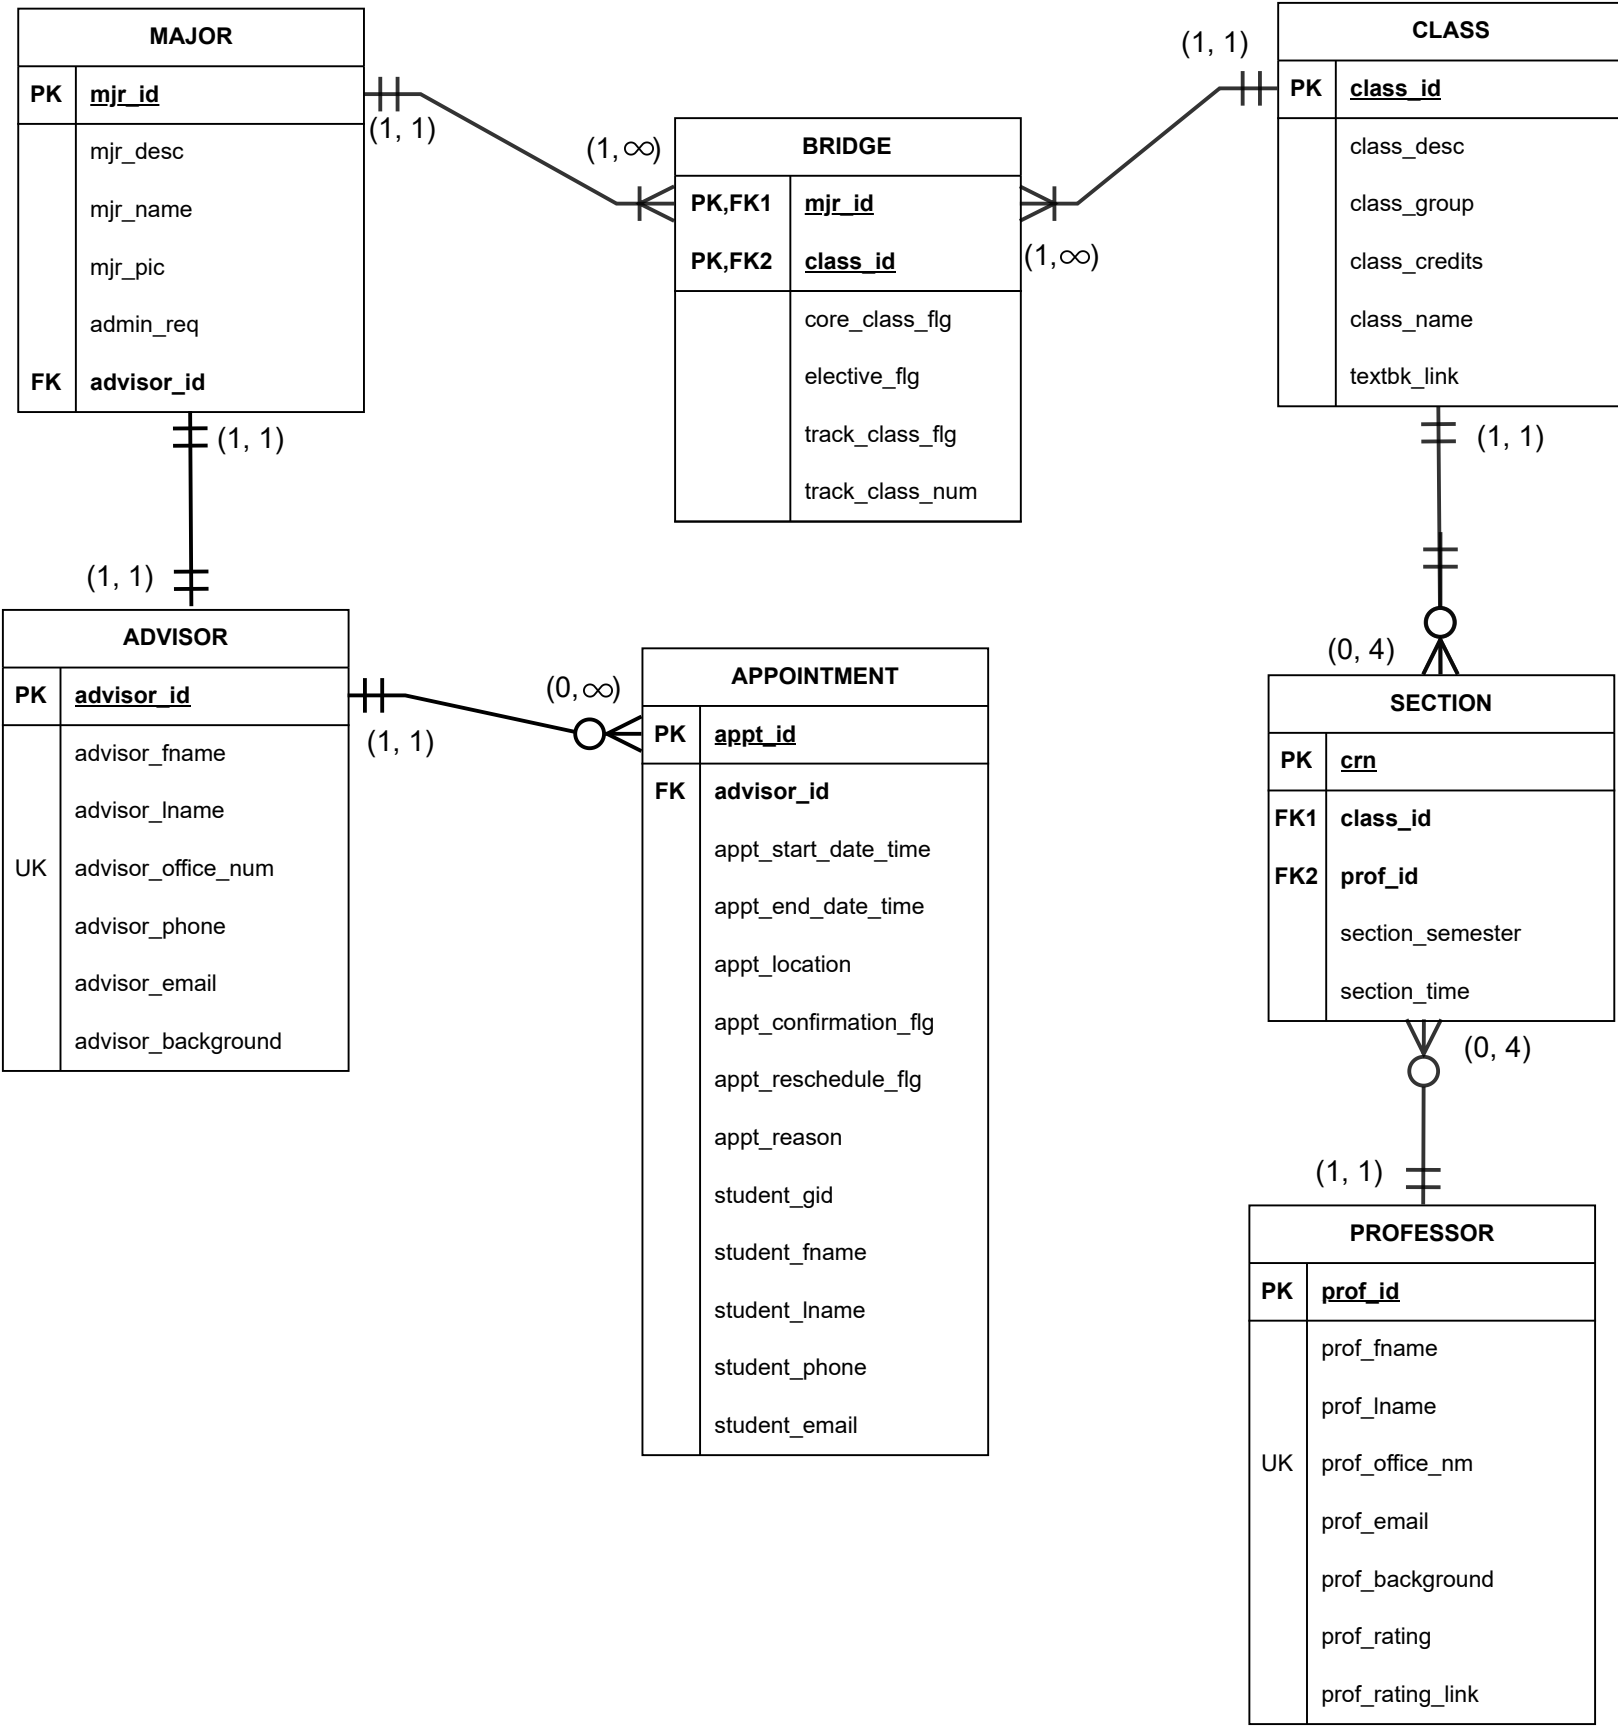 MAJOR
PK mjr_id
mjr_desc
mjr_name
mjr_pic
admin_req
FK advisor_id
(1, 1)
(1, 1)
(1, ∞)
BRIDGE
PK,FK1 mjr_id
PK,FK2 class_id
core_class_flg
elective_flg
track_class_flg
track_class_num
(1, ∞)
(1, 1)
CLASS
PK class_id
class_desc
class_group
class_credits
class_name
textbk_link
(1, 1)
(1, 1)
ADVISOR
PK advisor_id
advisor_fname
advisor_lname
UK advisor_office_num
advisor_phone
advisor_email
advisor_background
(1, 1)
(0, ∞)
APPOINTMENT
PK appt_id
FK advisor_id
appt_start_date_time
appt_end_date_time
appt_location
appt_confirmation_flg
appt_reschedule_flg
appt_reason
student_gid
student_fname
student_lname
student_phone
student_email
(0, 4)
SECTION
PK crn
FK1 class_id
FK2 prof_id
section_semester
section_time
(0, 4)
(1, 1)
PROFESSOR
PK prof_id
prof_fname
prof_lname
UK prof_office_nm
prof_email
prof_background
prof_rating
prof_rating_link